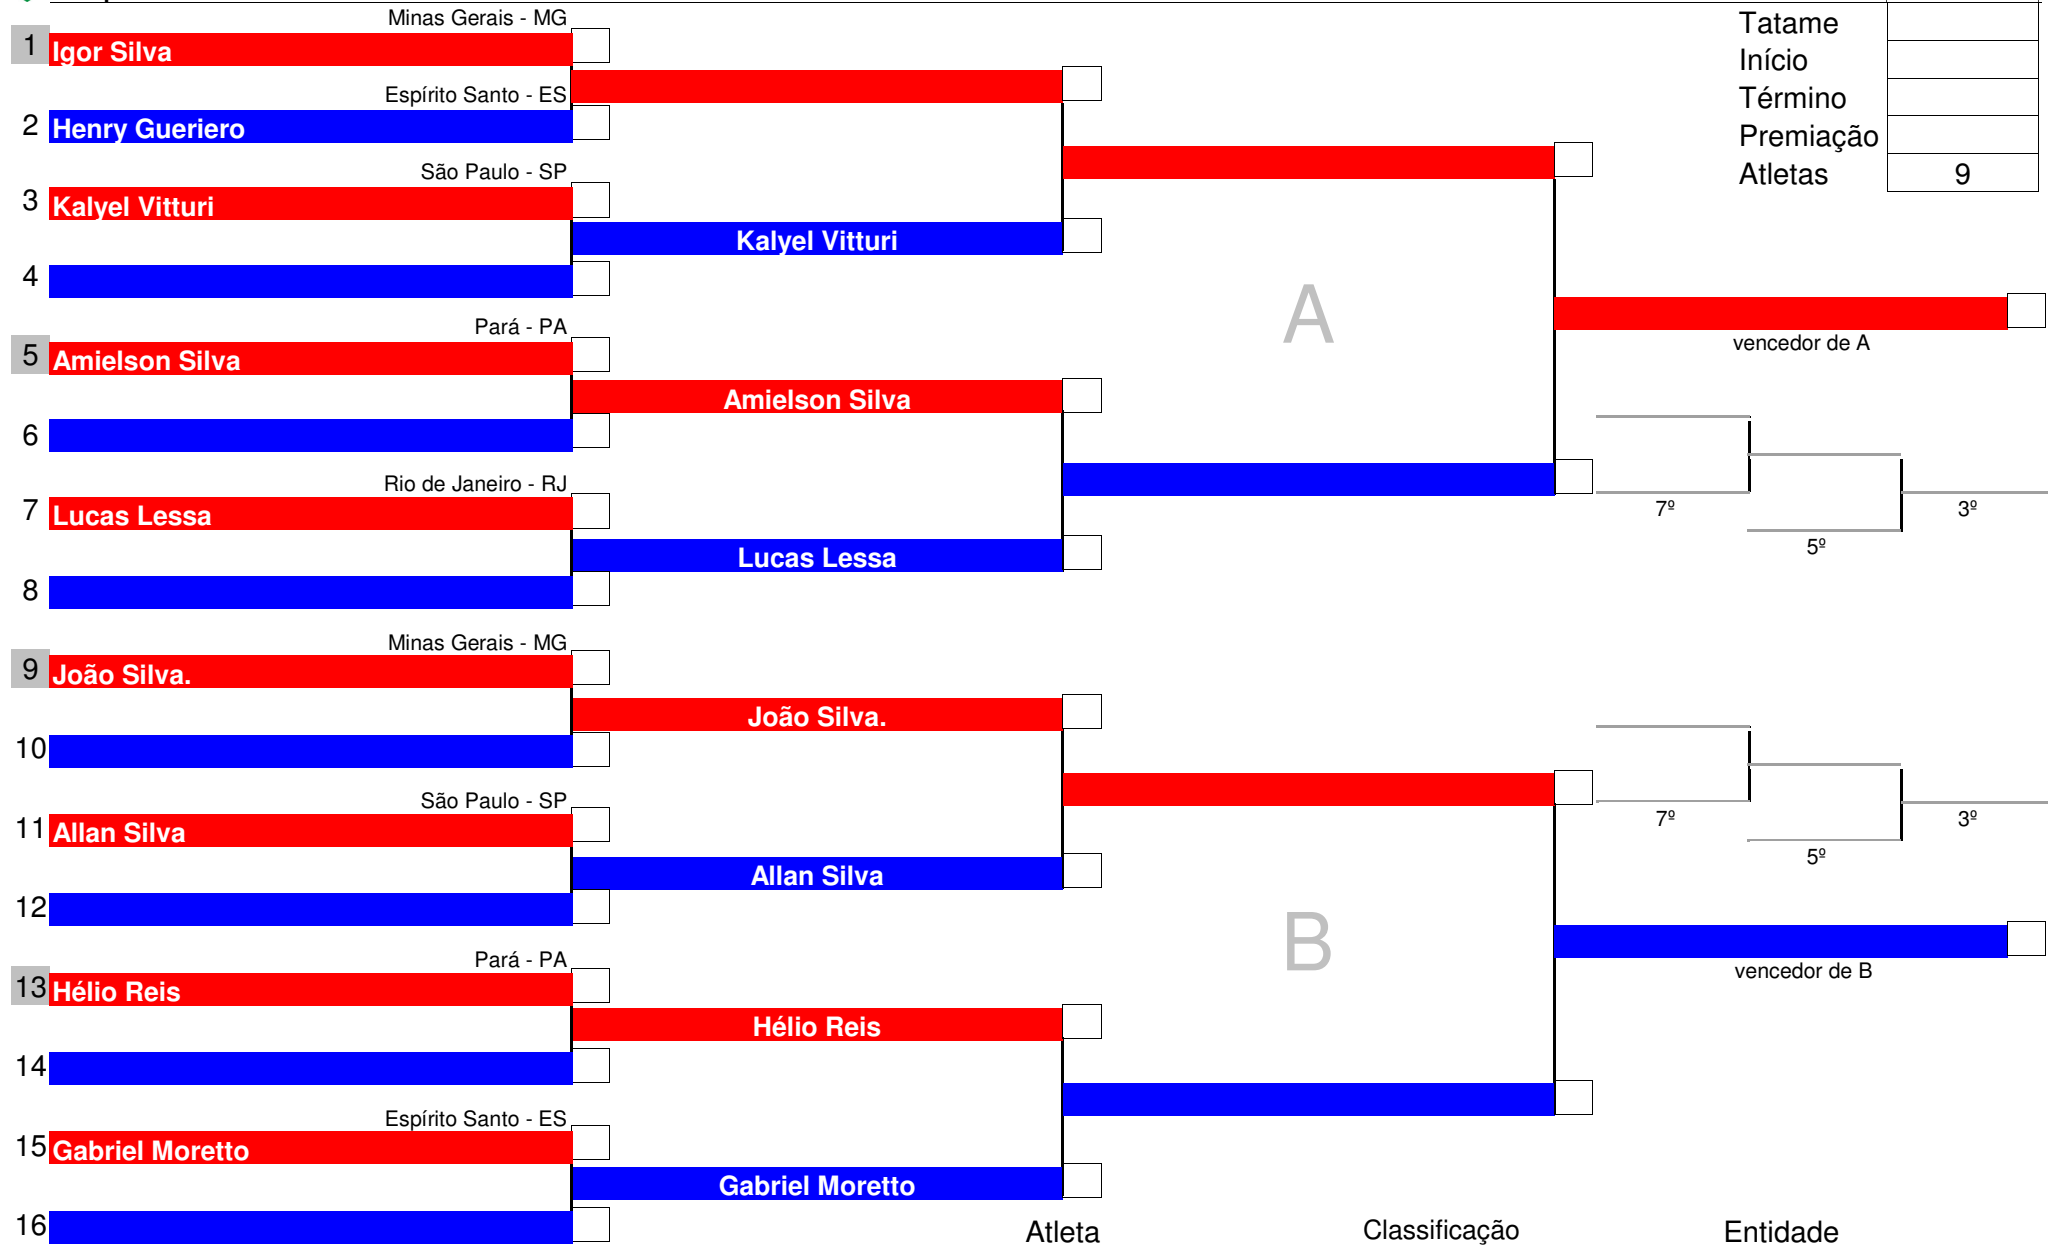 Minas Gerais - MG
Tatame
1 Igor Silva
Início
Espírito Santo - ES
Término
2 Henry Gueriero
Premiação
São Paulo - SP
Atletas 9
3 Kalyel Vitturi
Kalyel Vitturi
4
A
Pará - PA
vencedor de A
5 Amielson Silva
Amielson Silva
6
Rio de Janeiro - RJ
7 Lucas Lessa
7º 3º
5º
Lucas Lessa
8
Minas Gerais - MG
9 João Silva.
João Silva.
10
São Paulo - SP
7º 3º
11 Allan Silva
5º
Allan Silva
12
B
Pará - PA
vencedor de B
13 Hélio Reis
Hélio Reis
14
Espírito Santo - ES
15 Gabriel Moretto
Gabriel Moretto
16
Atleta Classificação Entidade